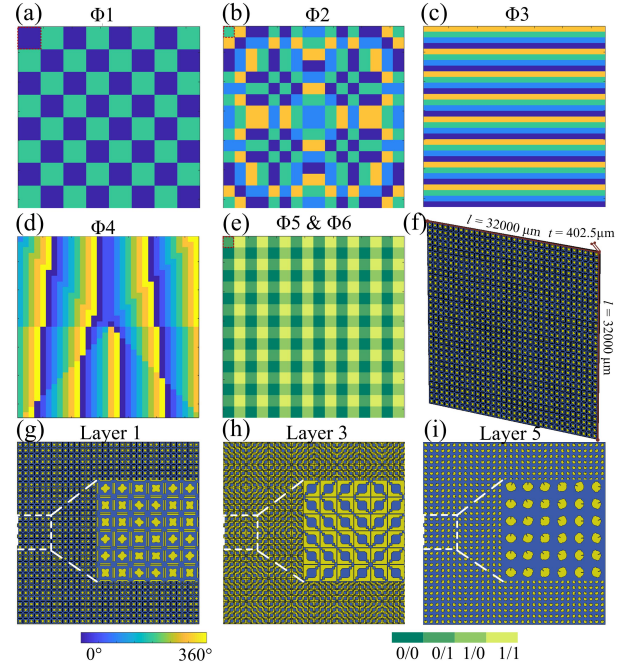 (a) Φ1
(b) Φ2
(c) Φ3
(d) Φ4
(e) Φ5 & Φ6
(f) l = 32000 μm t = 402.5μm
l = 32000 μm
(g) Layer 1
(h) Layer 3
(i) Layer 5
0° 360°
0/0 0/1 1/0 1/1